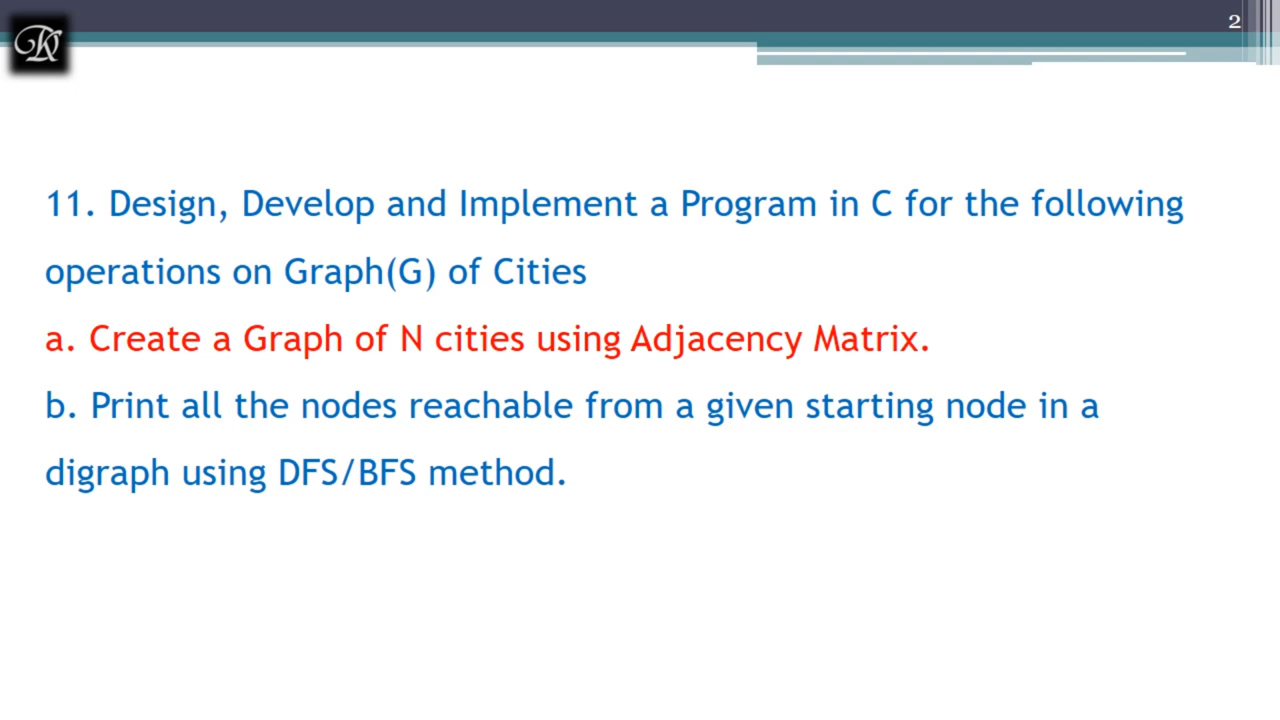 2
11. Design, Develop and Implement a Program in C for the following
operations on Graph(G) of Cities
a. Create a Graph of N cities using Adjacency Matrix.
b. Print all the nodes reachable from a given starting node in a
digraph using DFS/BFS method.